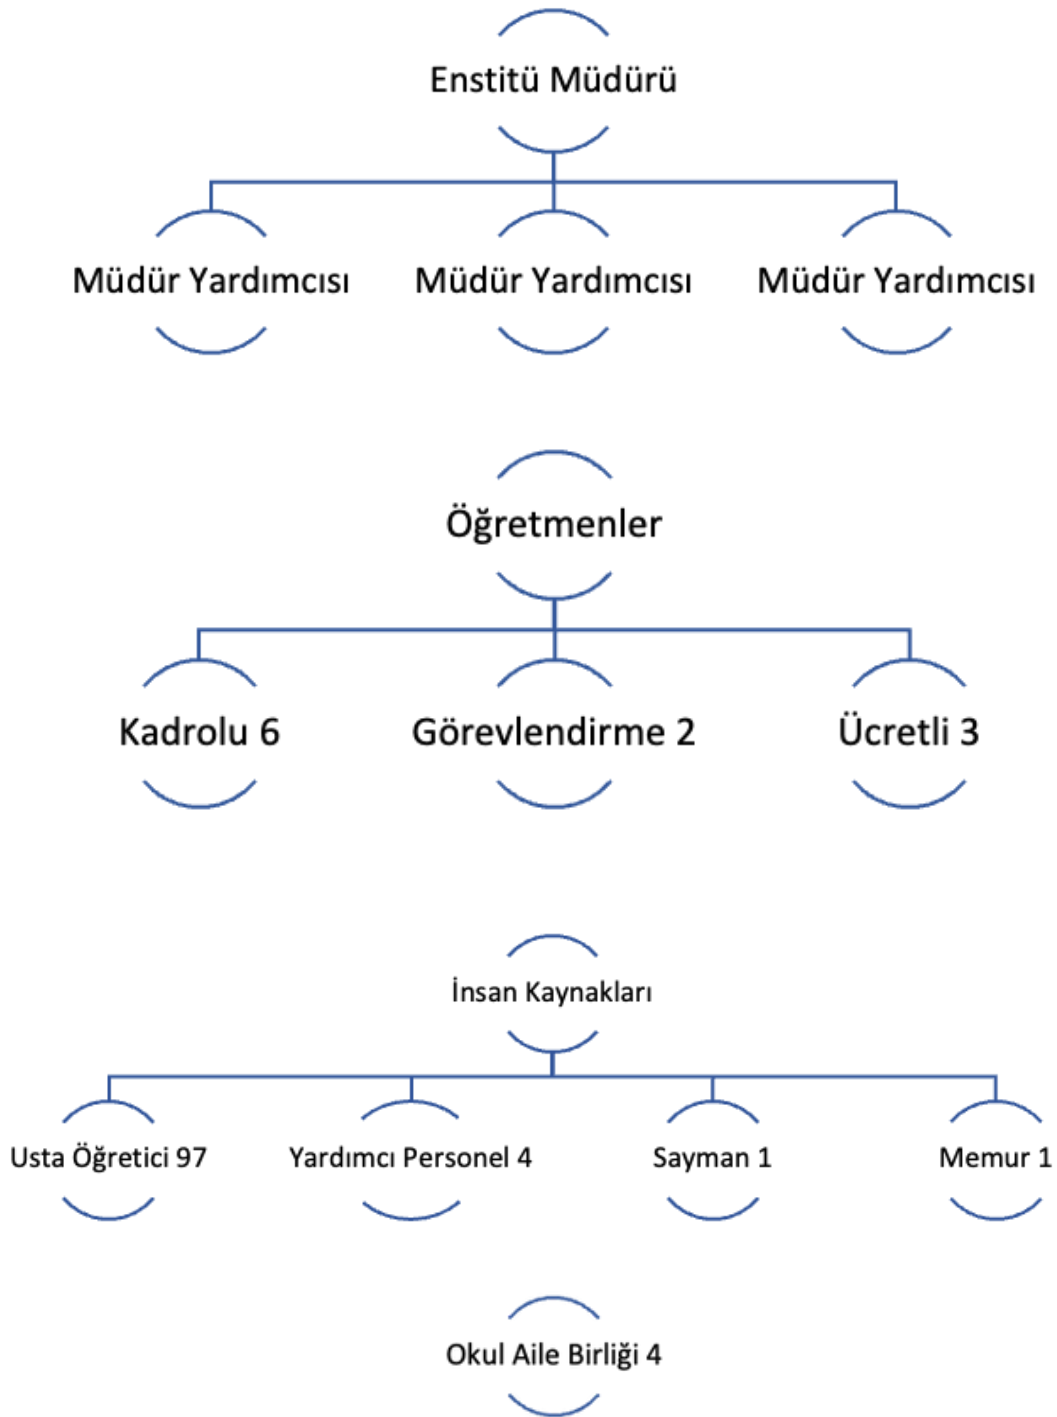 Enstitü Müdürü
Müdür Yardımcısı
Müdür Yardımcısı
Müdür Yardımcısı
Öğretmenler
Kadrolu 6
Görevlendirme 2
Ücretli 3
İnsan Kaynakları
Usta Öğretici 97
Yardımcı Personel 4
Sayman 1
Memur 1
Okul Aile Birliği 4